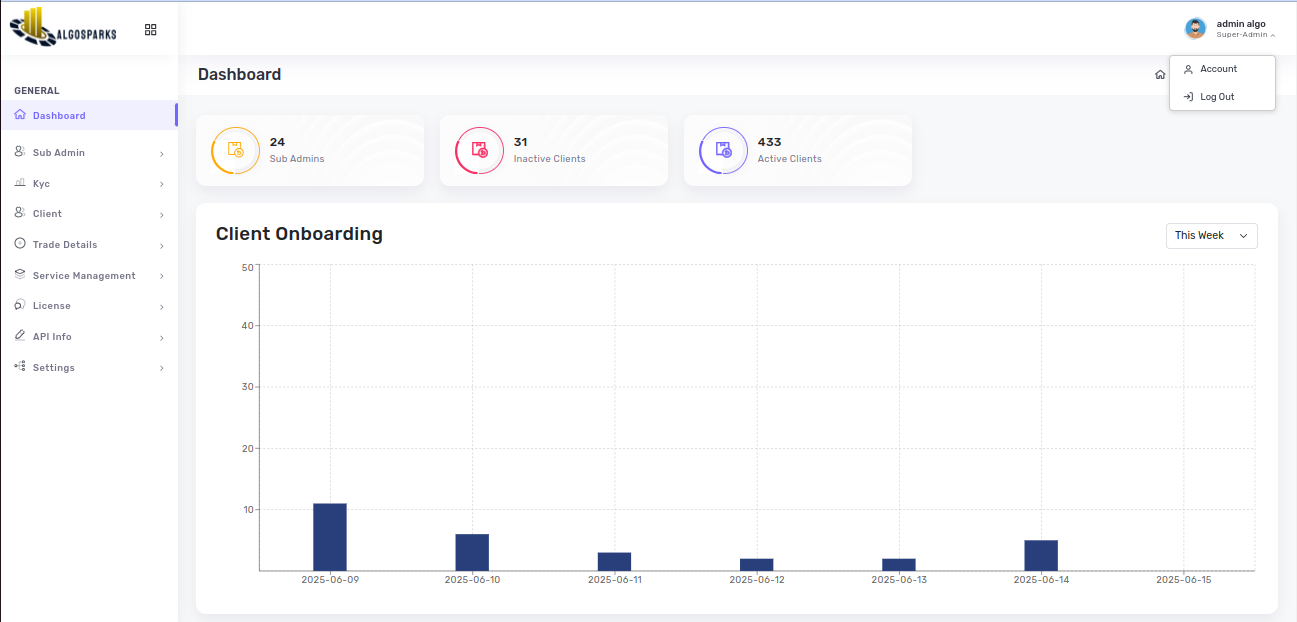 ALGOSPARKS
admin algo
Super-Admin
Account
Log Out
GENERAL
Dashboard
Sub Admin
Kyc
Client
Trade Details
Service Management
License
API Info
Settings
Dashboard
24
Sub Admins
31
Inactive Clients
433
Active Clients
Client Onboarding
This Week
50
40
30
20
10
2025-06-09 2025-06-10 2025-06-11 2025-06-12 2025-06-13 2025-06-14 2025-06-15